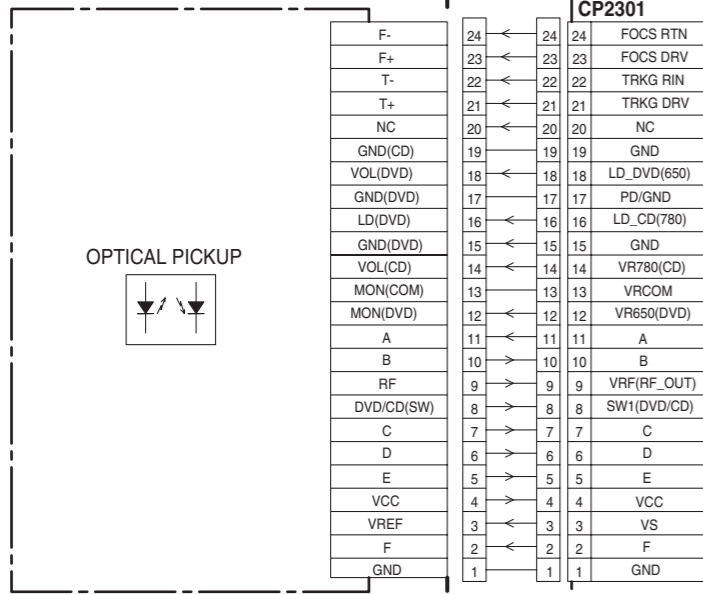 CP2301
F- 24 24 24 FOCS RTN
F+ 23 23 23 FOCS DRV
T- 22 22 22 TRKG RIN
T+ 21 21 21 TRKG DRV
NC 20 20 20 NC
GND(CD) 19 19 19 GND
VOL(DVD) 18 18 18 LD_DVD(650)
GND(DVD) 17 17 17 PD/GND
LD(DVD) 16 16 16 LD_CD(780)
GND(DVD) 15 15 15 GND
OPTICAL PICKUP
VOL(CD) 14 14 14 VR780(CD)
MON(COM) 13 13 13 VRCOM
MON(DVD) 12 12 12 VR650(DVD)
A 11 11 11 A
B 10 10 10 B
RF 9 9 9 VRF(RF_OUT)
DVD/CD(SW) 8 8 8 SW1(DVD/CD)
C 7 7 7 C
D 6 6 6 D
E 5 5 5 E
VCC 4 4 4 VCC
VREF 3 3 3 VS
F 2 2 2 F
GND 1 1 1 GND